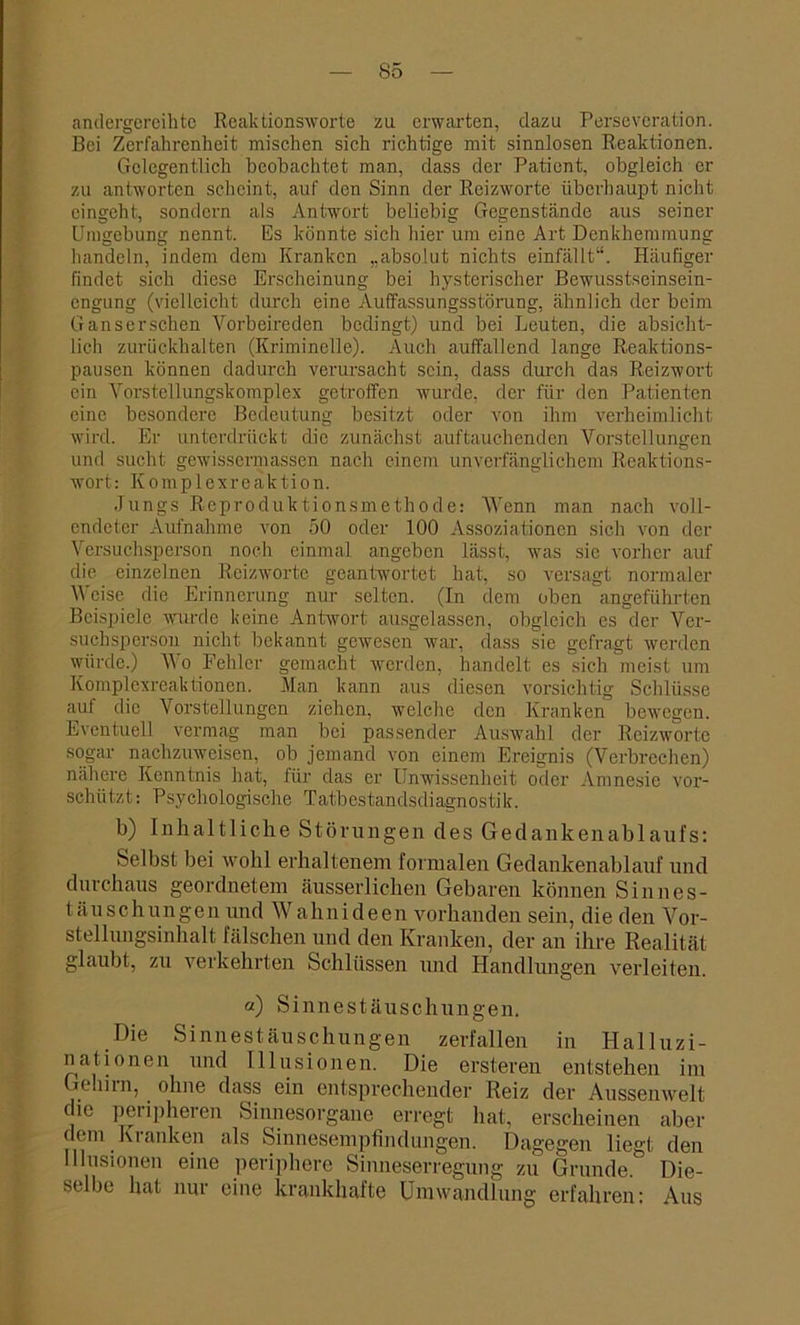 — 85 —
andergereihte Reaktionsworte zu erwarten, dazu Perseveration.
Bei Zerfahrenheit mischen sich richtige mit sinnlosen Reaktionen.
Gelegentlich beobachtet man, dass der Patient, obgleich er
zu antworten scheint, auf den Sinn der Reizworte überhaupt nicht
eingeht, sondern als Antwort beliebig Gegenstände aus seiner
Umgebung nennt. Es könnte sich hier um eine Art Denkhemmung
handeln, indem dem Kranken „absolut nichts einfällt“. Häufiger
findet sich diese Erscheinung bei hysterischer Bewusstseinsein-
engung (vielleicht durch eine Auffassungsstörung, ähnlich der beim
Ganserschen Vorbeireden bedingt) und bei Leuten, die absicht-
lich zurückhalten (Kriminelle). Auch auffallend lange Reaktions-
pausen können dadurch verursacht sein, dass durch das Reizwort
ein Vorstellungskomplex getroffen wurde, der für den Patienten
eine besondere Bedeutung besitzt oder von ihm verheimlicht
wird. Er unterdrückt die zunächst auftauchenden Vorstellungen
und sucht gewissermassen nach einem unverfänglichem Reaktions-
wort: Komplexreaktion.
Jungs Reproduktionsmethode: Wenn man nach voll-
endeter Aufnahme von 50 oder 100 Assoziationen sich von der
Versuchsperson noch einmal angeben lässt, was sie vorher auf
die einzelnen Reizworte geantwortet hat, so versagt normaler
Weise die Erinnerung nur selten. (In dem oben angeführten
Beispiele wurde keine Antwort ausgelassen, obgleich es der Ver-
suchsperson nicht bekannt gewesen war, dass sie gefragt werden
würde.) Wo Fehler gemacht werden, handelt es sich meist um
Komplexreaktionen. Man kann aus diesen vorsichtig Schlüsse
auf die Vorstellungen ziehen, welche den Kranken bewegen.
Eventuell vermag man bei passender Auswahl der Reizworte
sogar nachzuweisen, ob jemand von einem Ereignis (Verbrechen)
nähere Kenntnis hat, für das er Unwissenheit oder Amnesie vor-
schützt: Psychologische Tatbestandsdiagnostik.
b) Inhaltliche Störungen des Gedankenablaufs:
Selbst bei wohl erhaltenem formalen Gedankenablauf und
durchaus geordnetem äusserlichen Gebaren können Sinnes-
täuschungen und Wahnideen vorhanden sein, die den Vor-
stellungsinhalt fälschen und den Kranken, der an ihre Realität
glaubt, zu verkehrten Schlüssen und Handlungen verleiten.
α) Sinnestäuschungen.
Die Sinnestäuschungen zerfallen in Halluzi-
nationen und Illusionen. Die ersteren entstehen im
Gehirn, ohne dass ein entsprechender Reiz der Aussenwelt
die peripheren Sinnesorgane erregt hat, erscheinen aber
dem Kranken als Sinnesempfindungen. Dagegen liegt den
Illusionen eine periphere Sinneserregung zu Grunde. Die-
selbe hat nur eine krankhafte Umwandlung erfahren: Aus